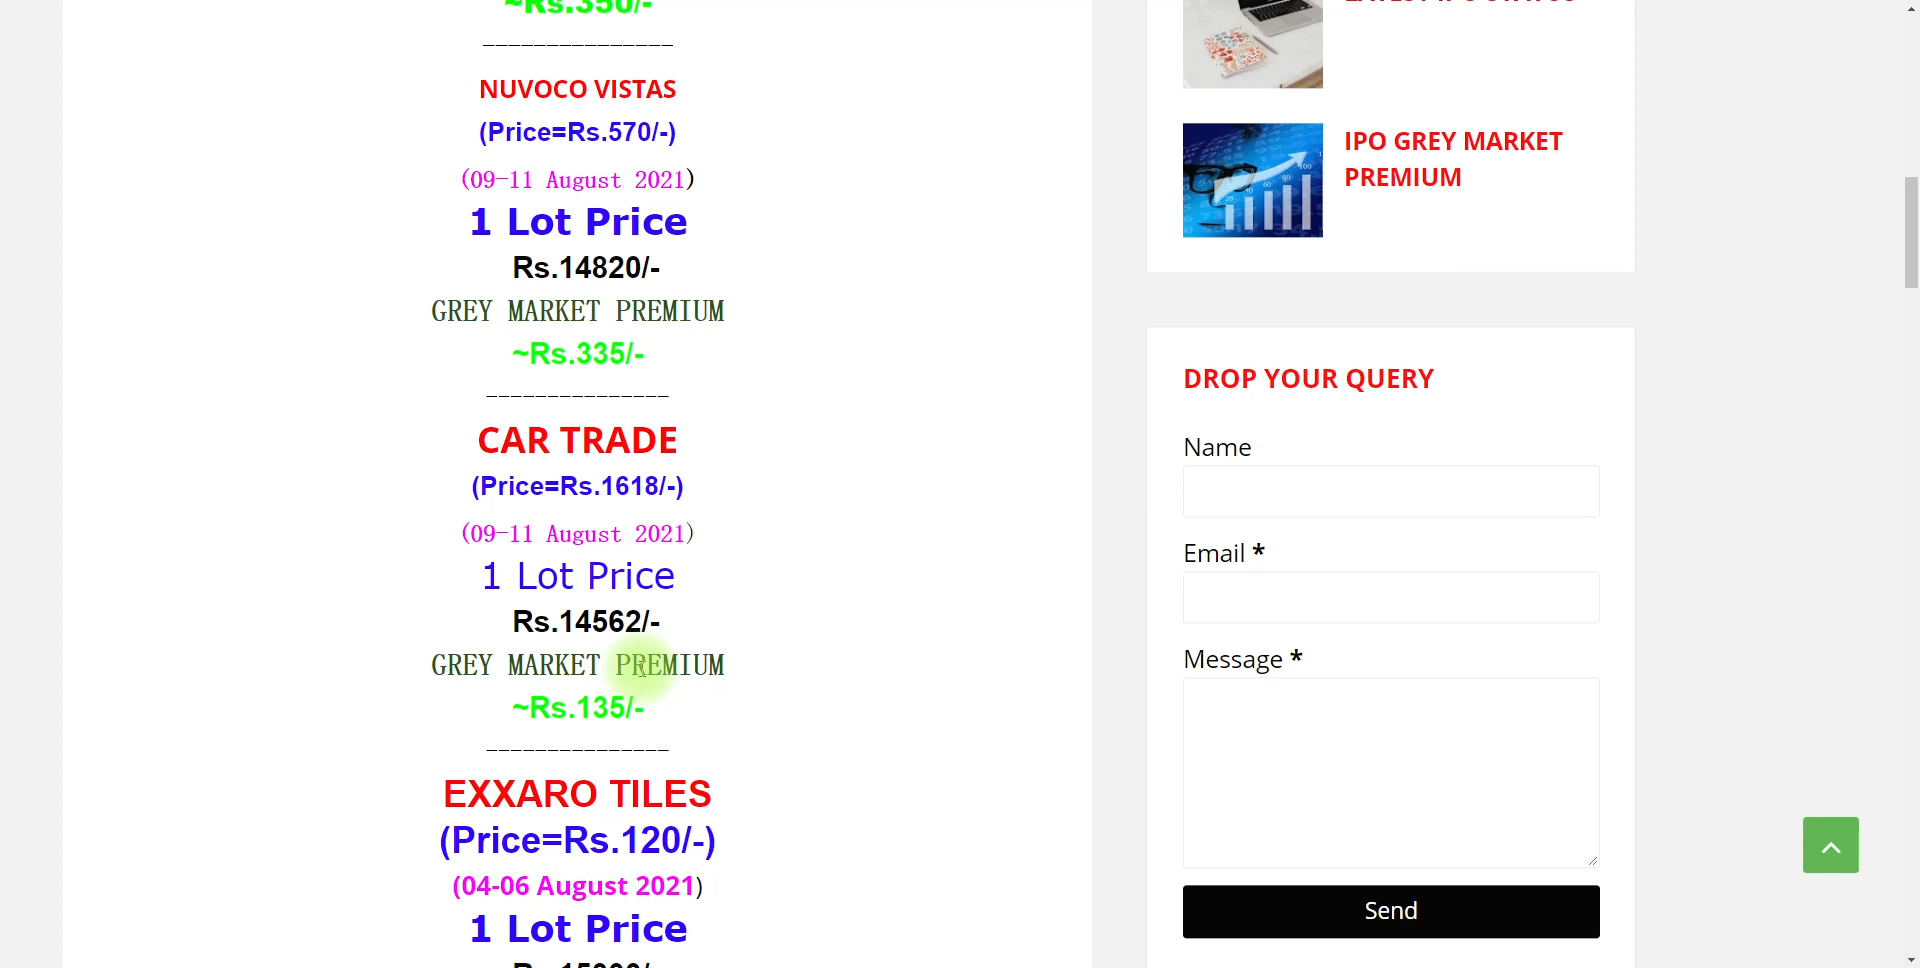 ~Rs.350/-
---------------
NUVOCO VISTAS
(Price=Rs.570/-)
(09-11 August 2021)
1 Lot Price
Rs.14820/-
GREY MARKET PREMIUM
~Rs.335/-
---------------
CAR TRADE
(Price=Rs.1618/-)
(09-11 August 2021)
1 Lot Price
Rs.14562/-
GREY MARKET PREMIUM
~Rs.135/-
---------------
EXXARO TILES
(Price=Rs.120/-)
(04-06 August 2021)
1 Lot Price
IPO GREY MARKET
PREMIUM
DROP YOUR QUERY
Name
Email *
Message *
Send